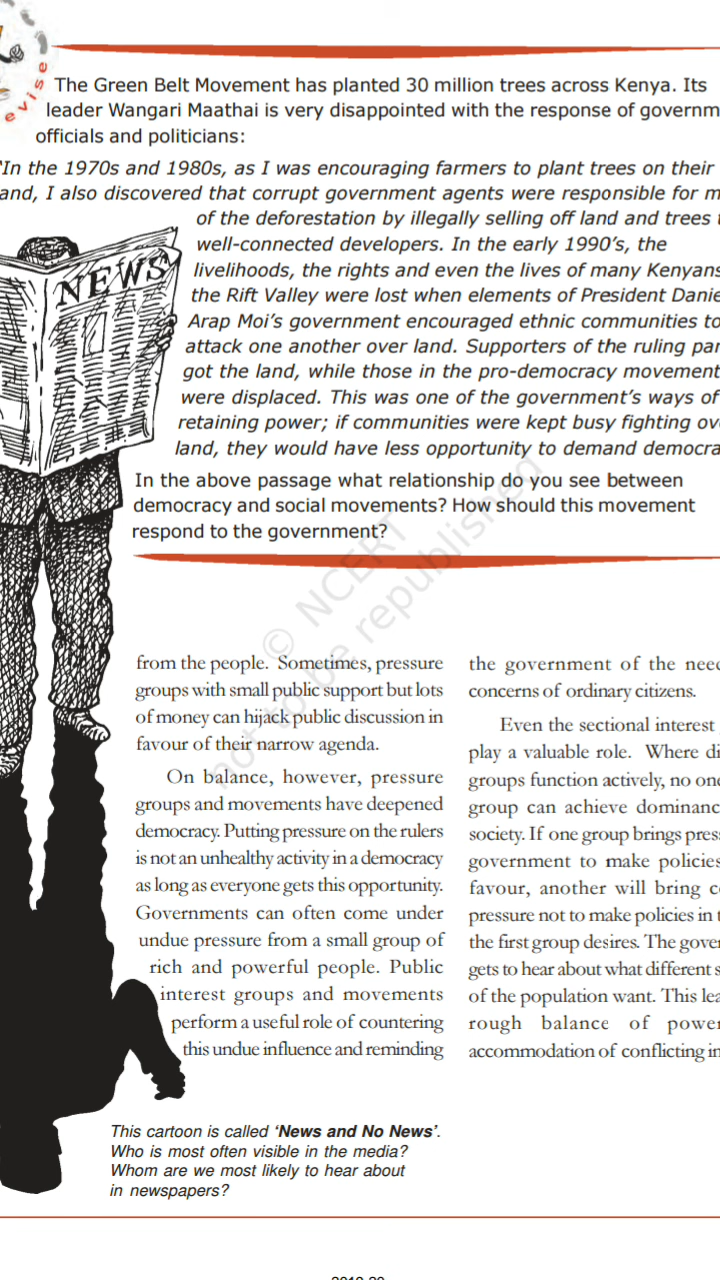 evise
The Green Belt Movement has planted 30 million trees across Kenya. Its
leader Wangari Maathai is very disappointed with the response of governm
officials and politicians:
“In the 1970s and 1980s, as I was encouraging farmers to plant trees on their
and, I also discovered that corrupt government agents were responsible for m
of the deforestation by illegally selling off land and trees t
well-connected developers. In the early 1990’s, the
livelihoods, the rights and even the lives of many Kenyans
the Rift Valley were lost when elements of President Danie
Arap Moi’s government encouraged ethnic communities to
attack one another over land. Supporters of the ruling par
got the land, while those in the pro-democracy movement
were displaced. This was one of the government’s ways of
retaining power; if communities were kept busy fighting ov
land, they would have less opportunity to demand democra
NEWS
In the above passage what relationship do you see between
democracy and social movements? How should this movement
respond to the government?
© NCERT
not to be republished
from the people. Sometimes, pressure
groups with small public support but lots
of money can hijack public discussion in
favour of their narrow agenda.
On balance, however, pressure
groups and movements have deepened
democracy. Putting pressure on the rulers
is not an unhealthy activity in a democracy
as long as everyone gets this opportunity.
Governments can often come under
undue pressure from a small group of
rich and powerful people. Public
interest groups and movements
perform a useful role of countering
this undue influence and reminding
the government of the need
concerns of ordinary citizens.
Even the sectional interest
play a valuable role. Where di
groups function actively, no one
group can achieve dominanc
society. If one group brings press
government to make policies
favour, another will bring c
pressure not to make policies in t
the first group desires. The gover
gets to hear about what different s
of the population want. This lea
rough balance of power
accommodation of conflicting in
This cartoon is called ‘News and No News’.
Who is most often visible in the media?
Whom are we most likely to hear about
in newspapers?